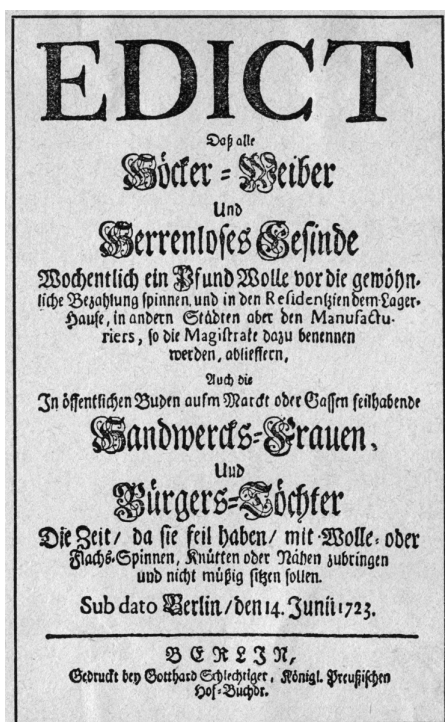 EDICT
Daß alle
Höcker-Weiber
Und
Herrenloses Gesinde
Wochentlich ein Pfund Wolle vor die gewöhn-
liche Bezahlung spinnen, und in den Residentzien dem Lager-
Hause, in andern Städten aber den Manufactu-
riers, so die Magistrate dazu benennen
werden, abliefern,
Auch die
In öffentlichen Buden aufm Marckt oder Gassen feilhabende
Handwercks-Frauen,
Und
Bürgers-Töchter
Die Zeit/ da sie feil haben/ mit Wolle- oder
Flachs-Spinnen, Knütten oder Nähen zubringen
und nicht müßig sitzen sollen.
Sub dato Berlin/ den 14. Junii 1723.
BERLIN,
Gedruckt bey Gotthard Schlechtiger, Königl. Preußischen
Hof-Buchdr.